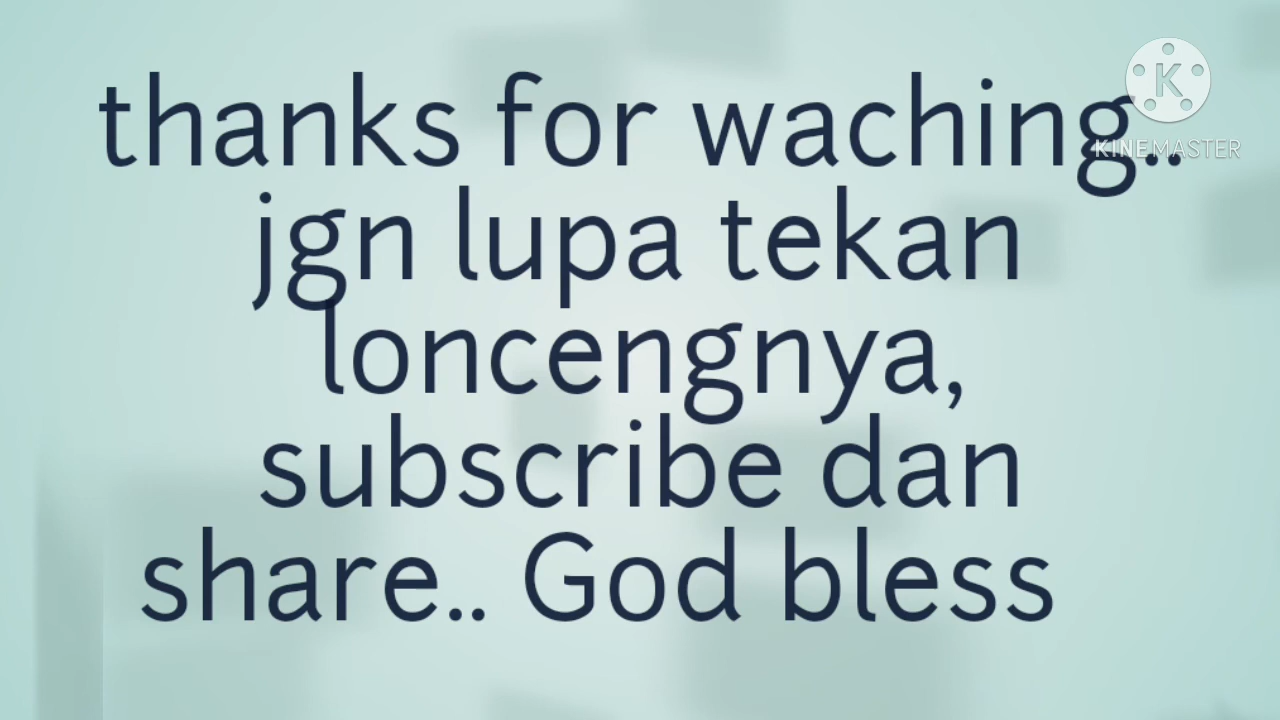 thanks for waching..
jgn lupa tekan
loncengnya,
subscribe dan
share.. God bless
K
KINEMASTER